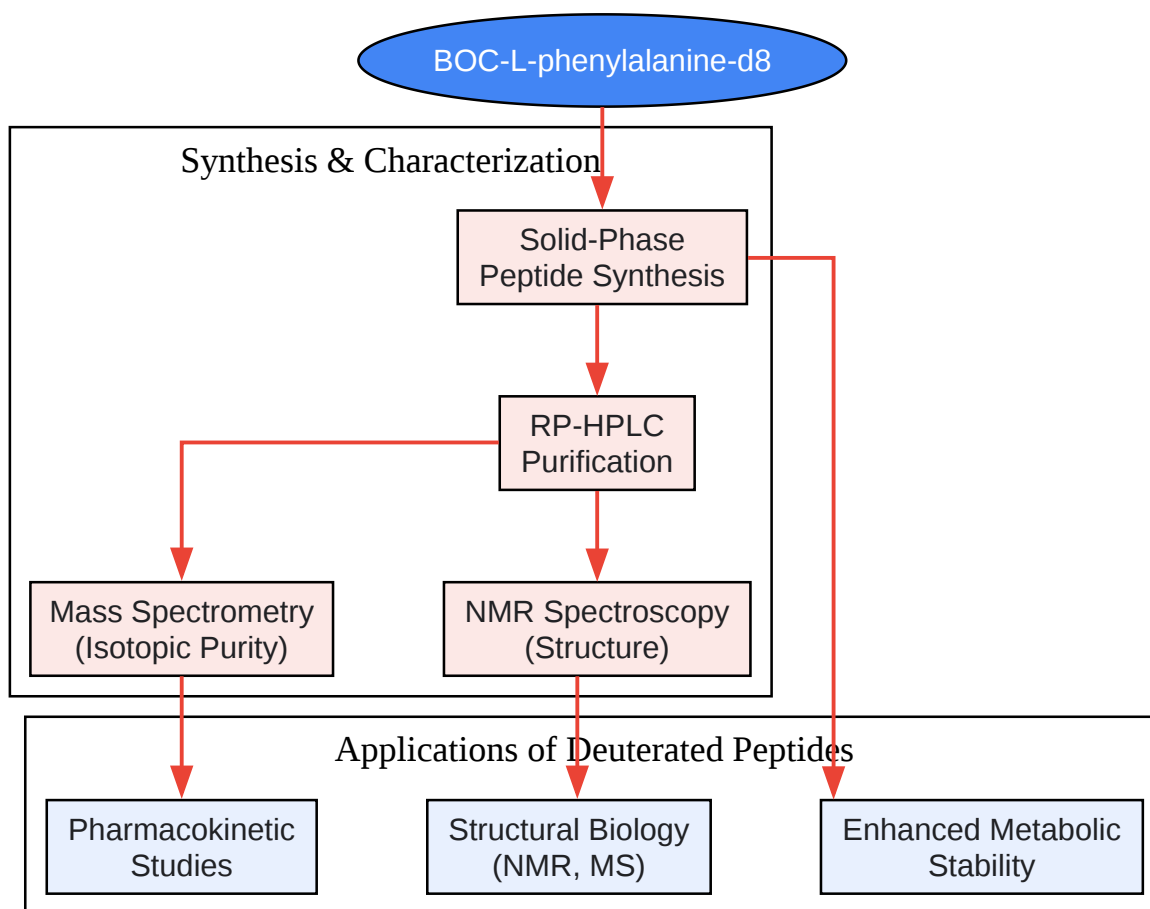 BOC-L-phenylalanine-d8
Synthesis & Characterization
Solid-Phase
Peptide Synthesis
RP-HPLC
Purification
Mass Spectrometry
(Isotopic Purity)
NMR Spectroscopy
(Structure)
Applications of Deuterated Peptides
Pharmacokinetic
Studies
Structural Biology
(NMR, MS)
Enhanced Metabolic
Stability